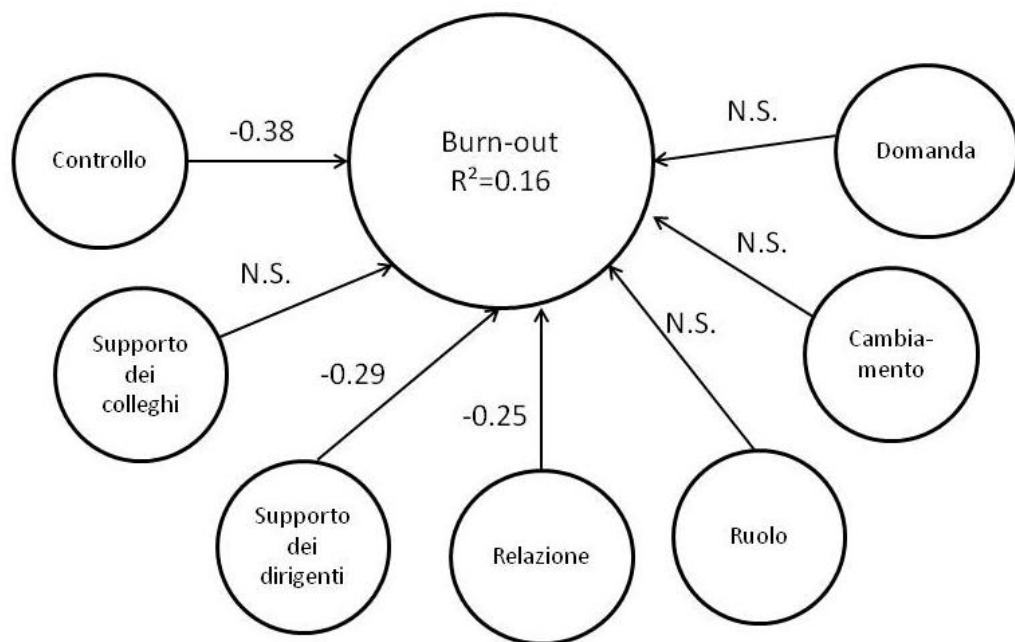 Burn-out
R²=0.16
Controllo
-0.38
Supporto
dei
colleghi
N.S.
Supporto
dei
dirigenti
-0.29
Relazione
-0.25
Ruolo
N.S.
Cambia-
mento
N.S.
Domanda
N.S.